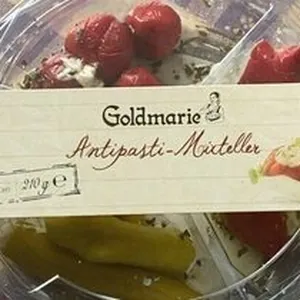 Goldmarie
Antipasti-Mixteller
210g ℮